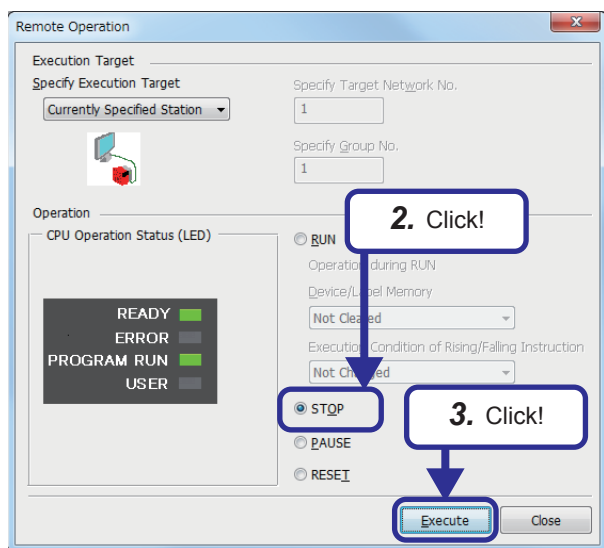 Remote Operation
Execution Target
Specify Execution Target
Currently Specified Station
Specify Target Network No.
1
Specify Group No.
1
Operation
CPU Operation Status (LED)
READY
ERROR
PROGRAM RUN
USER
2. Click!
RUN
Operation during RUN
Device/Label Memory
Not Cleared
Execution Condition of Rising/Falling Instruction
Not Changed
STOP
3. Click!
PAUSE
RESET
Execute
Close